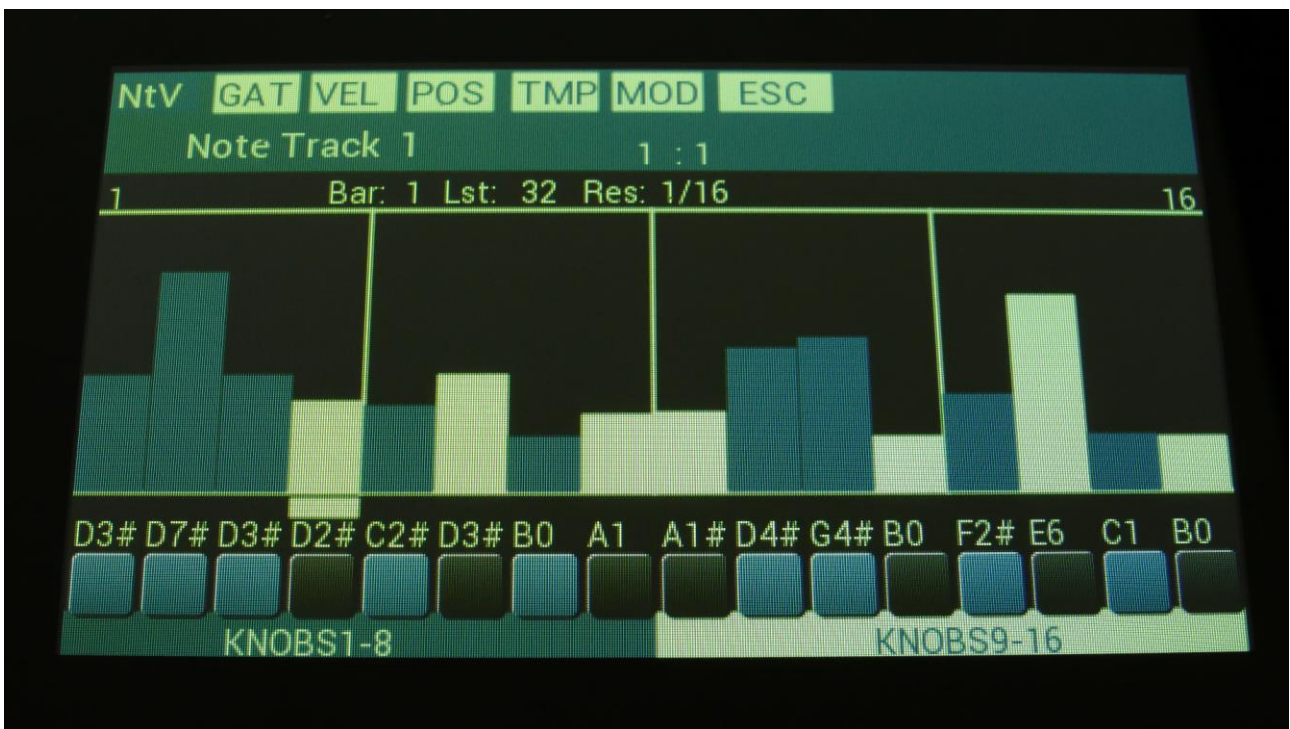 NtV GAT VEL POS TMP MOD ESC
Note Track 1 1 : 1
1 Bar: 1 Lst: 32 Res: 1/16 16
D3# D7# D3# D2# C2# D3# B0 A1 A1# D4# G4# B0 F2# E6 C1 B0
KNOBS1-8 KNOBS9-16